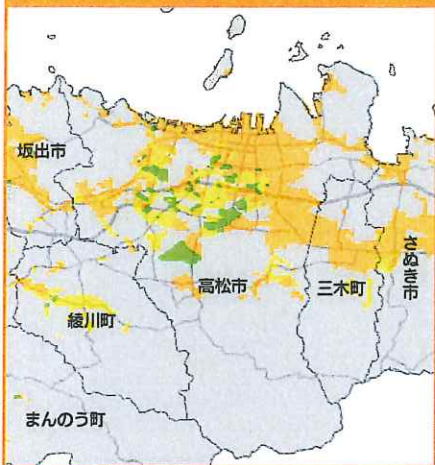 坂出市
高松市
三木町
さぬき市
綾川町
まんのう町